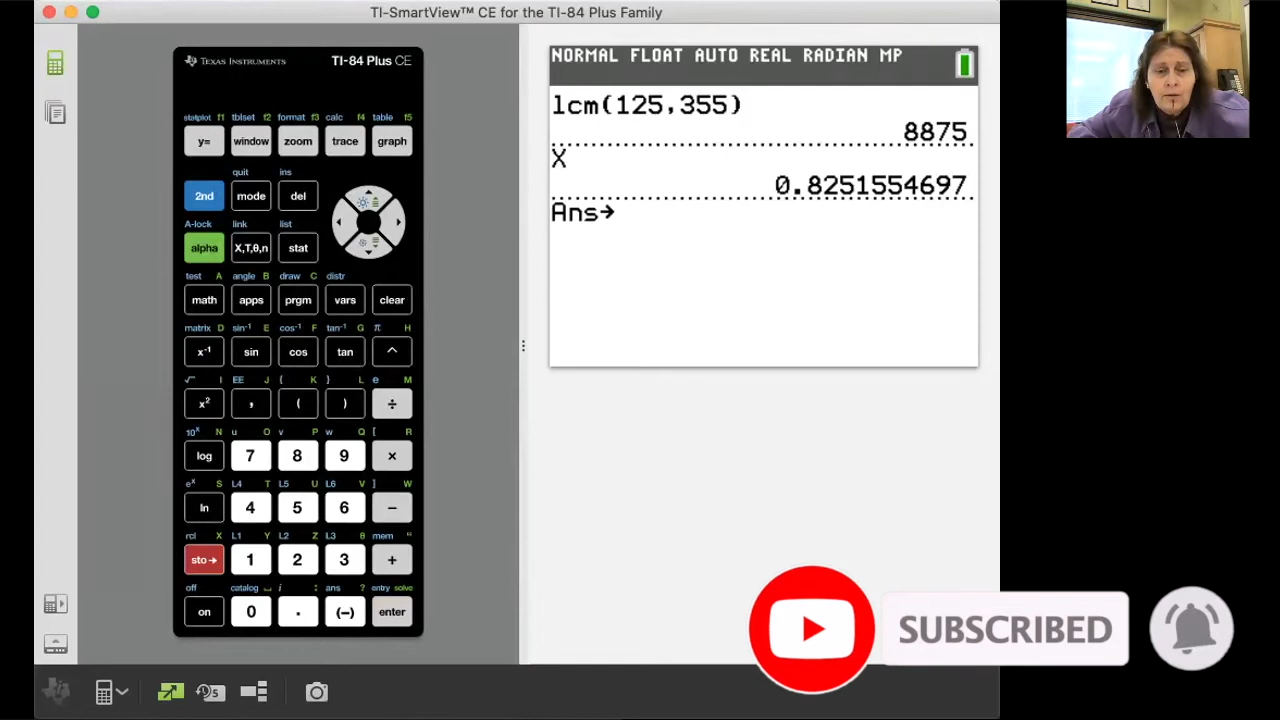 TI-SmartView™ CE for the TI-84 Plus Family
TEXAS INSTRUMENTS
TI-84 Plus CE
statplot f1 tblset f2 format f3 calc f4 table f5
y= window zoom trace graph
quit ins
2nd mode del
A-lock link list
alpha X,T,θ,n stat
test A angle B draw C distr
math apps prgm vars clear
matrix D sin⁻¹ E cos⁻¹ F tan⁻¹ G π H
x⁻¹ sin cos tan ^
√ I EE J { K } L e M
x² , ( ) ÷
10ˣ N u O v P w Q [ R
log 7 8 9 ×
eˣ S L4 T L5 U L6 V ] W
ln 4 5 6 −
rcl X L1 Y L2 Z L3 θ mem "
sto→ 1 2 3 +
off catalog ␣ i : ans ? entry solve
on 0 . (−) enter
NORMAL FLOAT AUTO REAL RADIAN MP
lcm(125,355)
8875
X
0.8251554697
Ans→
SUBSCRIBED
5